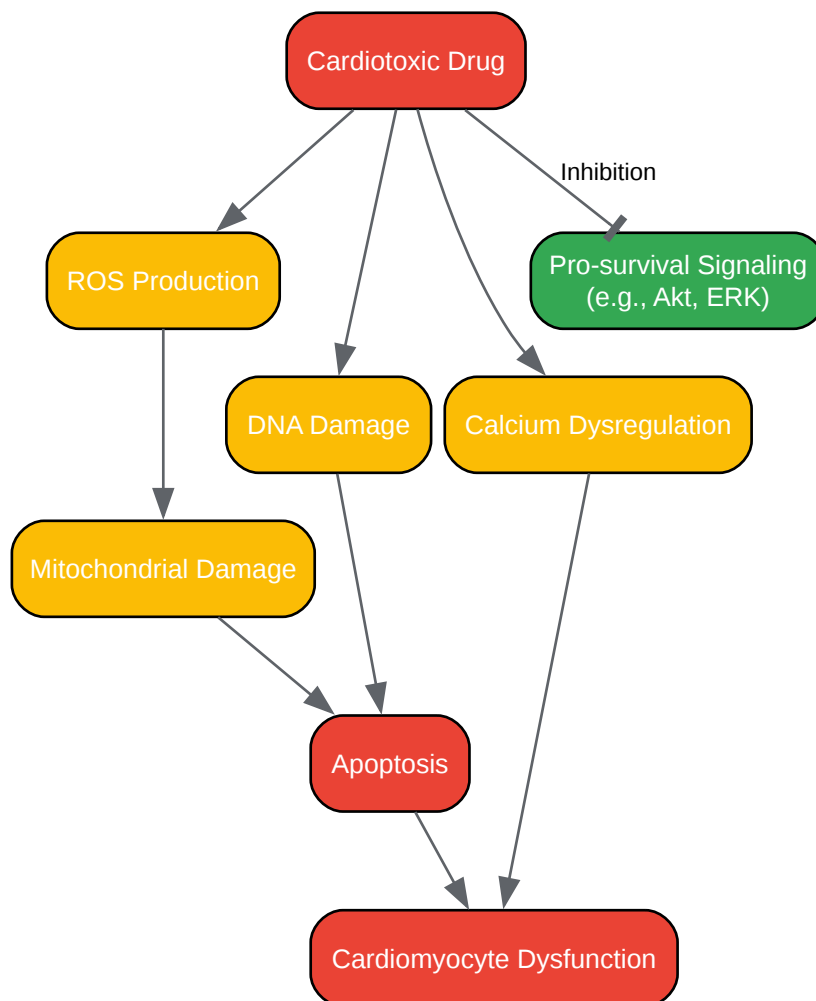 Cardiotoxic Drug
Inhibition
ROS Production
Pro-survival Signaling
(e.g., Akt, ERK)
DNA Damage
Calcium Dysregulation
Mitochondrial Damage
Apoptosis
Cardiomyocyte Dysfunction